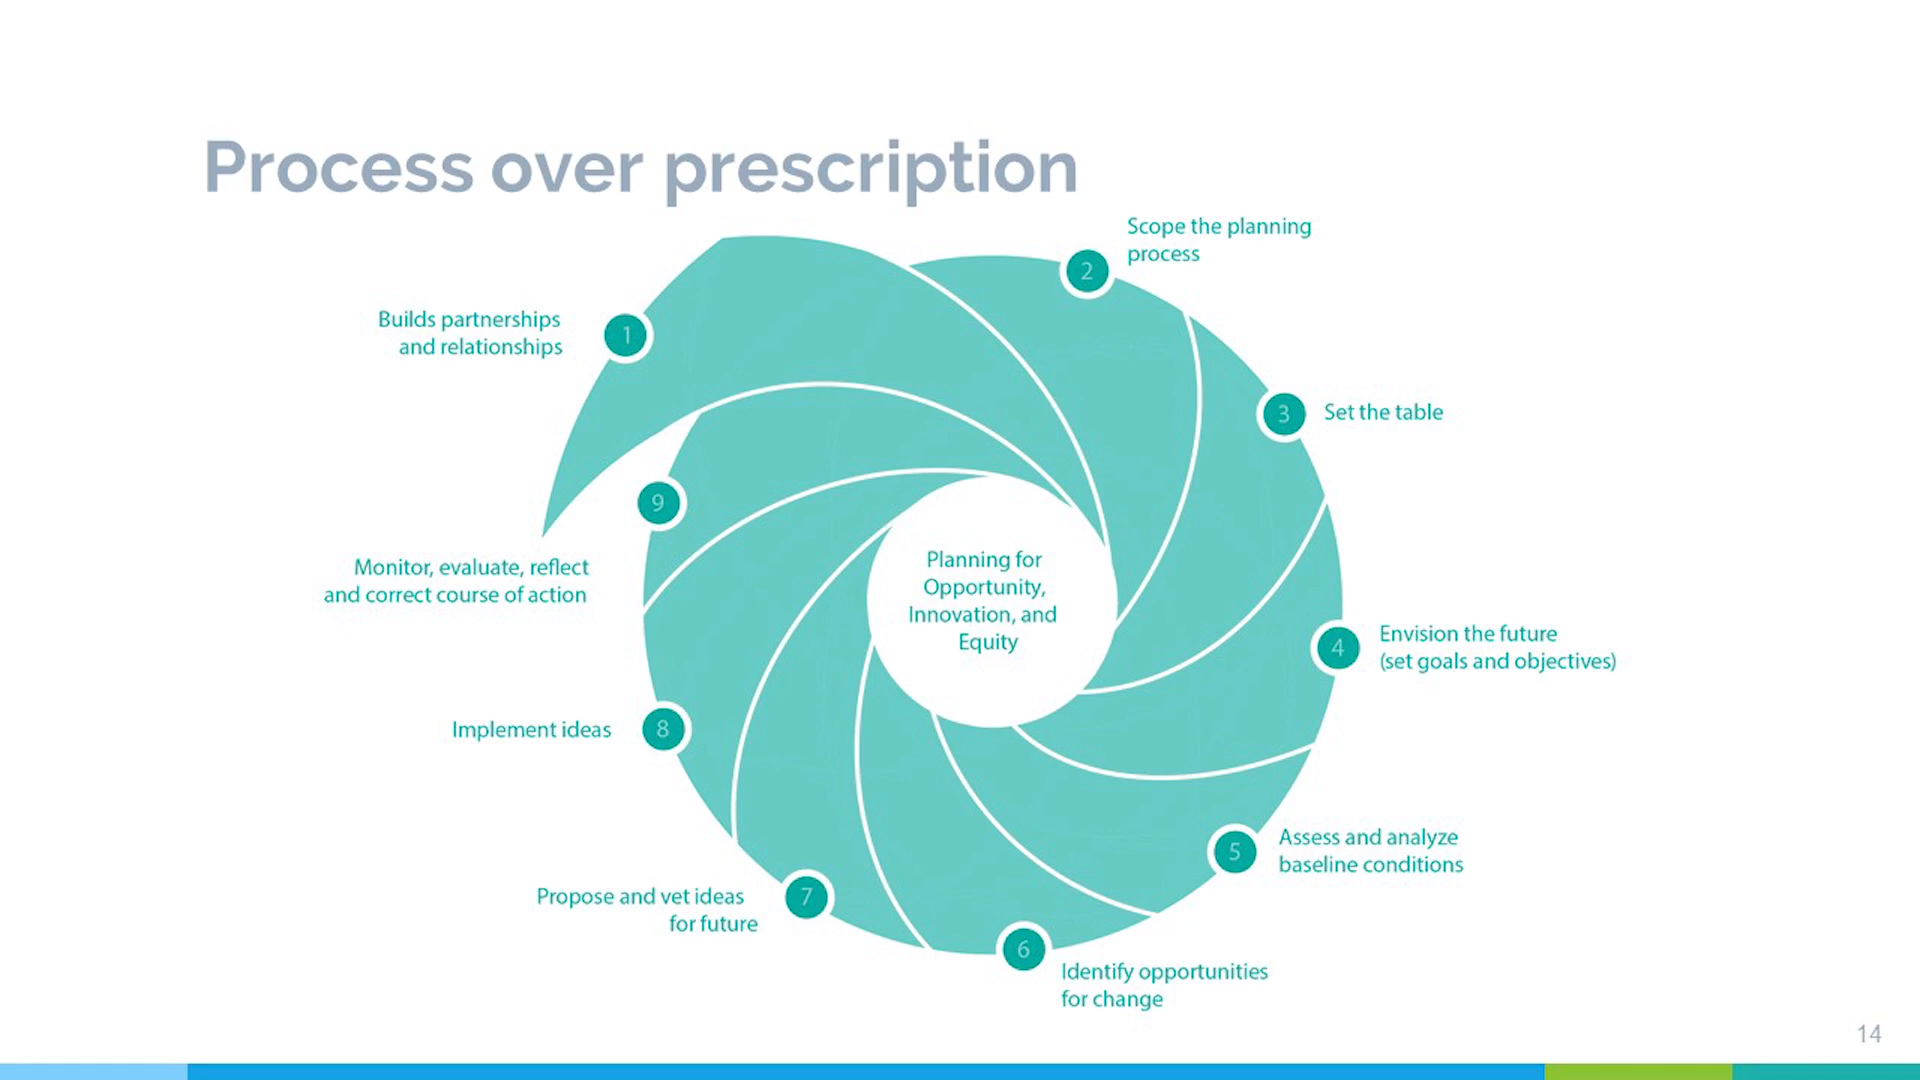 Process over prescription
1
Builds partnerships
and relationships
2
Scope the planning
process
3
Set the table
4
Envision the future
(set goals and objectives)
5
Assess and analyze
baseline conditions
6
Identify opportunities
for change
7
Propose and vet ideas
for future
8
Implement ideas
9
Monitor, evaluate, reflect
and correct course of action
Planning for
Opportunity,
Innovation, and
Equity
14